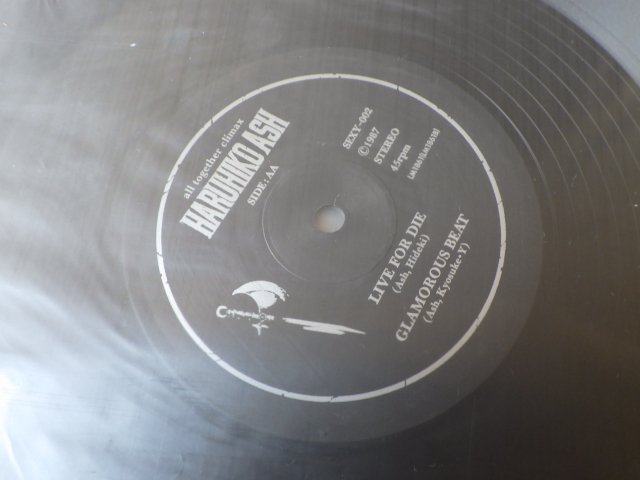 all together climax
HARUHIKO ASH
SIDE: AA
SEXY-002
©1987
STEREO
45rpm
LIVE FOR DIE
(Ash, Hideki)
GLAMOROUS BEAT
(Ash, Kyosuke・Y)